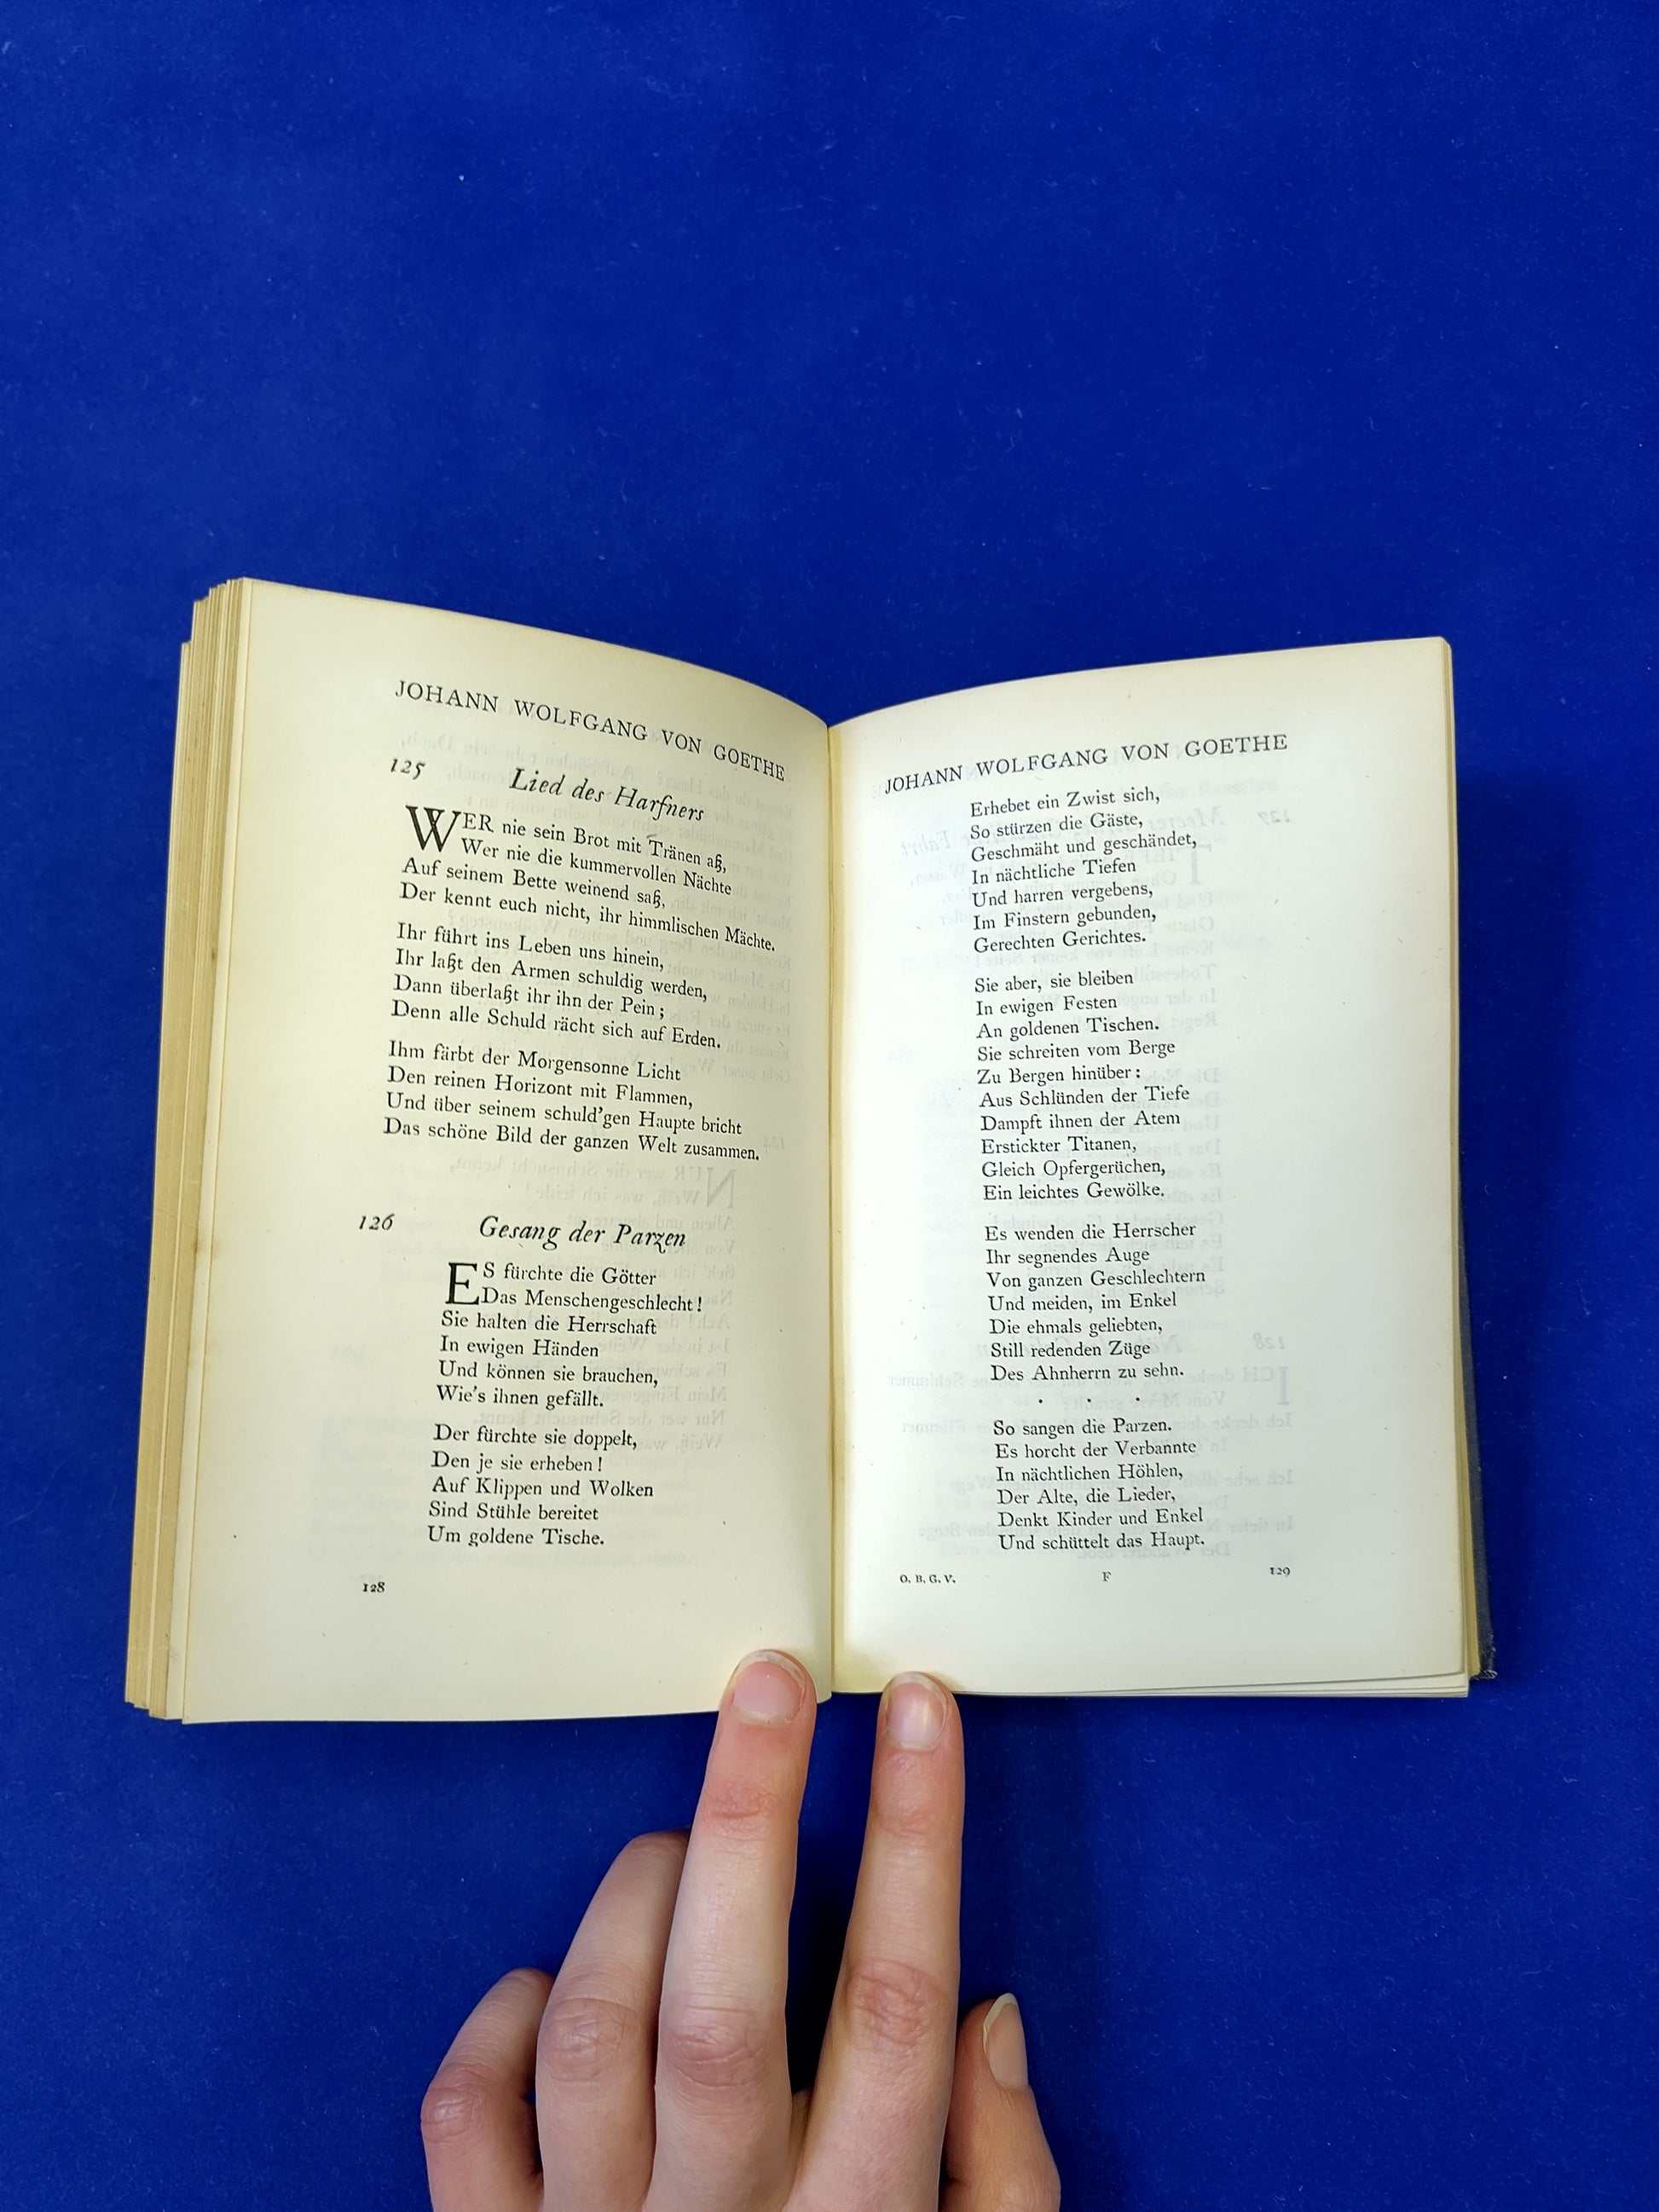 JOHANN WOLFGANG VON GOETHE
125 Lied des Harfners
WER nie sein Brot mit Tränen aß,
Wer nie die kummervollen Nächte
Auf seinem Bette weinend saß,
Der kennt euch nicht, ihr himmlischen Mächte.
Ihr führt ins Leben uns hinein,
Ihr laßt den Armen schuldig werden,
Dann überlaßt ihr ihn der Pein;
Denn alle Schuld rächt sich auf Erden.
Ihm färbt der Morgensonne Licht
Den reinen Horizont mit Flammen,
Und über seinem schuld'gen Haupte bricht
Das schöne Bild der ganzen Welt zusammen.
126 Gesang der Parzen
ES fürchte die Götter
Das Menschengeschlecht!
Sie halten die Herrschaft
In ewigen Händen
Und können sie brauchen,
Wie's ihnen gefällt.
Der fürchte sie doppelt,
Den je sie erheben!
Auf Klippen und Wolken
Sind Stühle bereitet
Um goldene Tische.
128
JOHANN WOLFGANG VON GOETHE
Erhebet ein Zwist sich,
So stürzen die Gäste,
Geschmäht und geschändet,
In nächtliche Tiefen
Und harren vergebens,
Im Finstern gebunden,
Gerechten Gerichtes.
Sie aber, sie bleiben
In ewigen Festen
An goldenen Tischen.
Sie schreiten vom Berge
Zu Bergen hinüber:
Aus Schlünden der Tiefe
Dampft ihnen der Atem
Erstickter Titanen,
Gleich Opfergerüchen,
Ein leichtes Gewölke.
Es wenden die Herrscher
Ihr segnendes Auge
Von ganzen Geschlechtern
Und meiden, im Enkel
Die ehmals geliebten,
Still redenden Züge
Des Ahnherrn zu sehn.
. . .
So sangen die Parzen.
Es horcht der Verbannte
In nächtlichen Höhlen,
Der Alte, die Lieder,
Denkt Kinder und Enkel
Und schüttelt das Haupt.
O. B. G. V. F 129